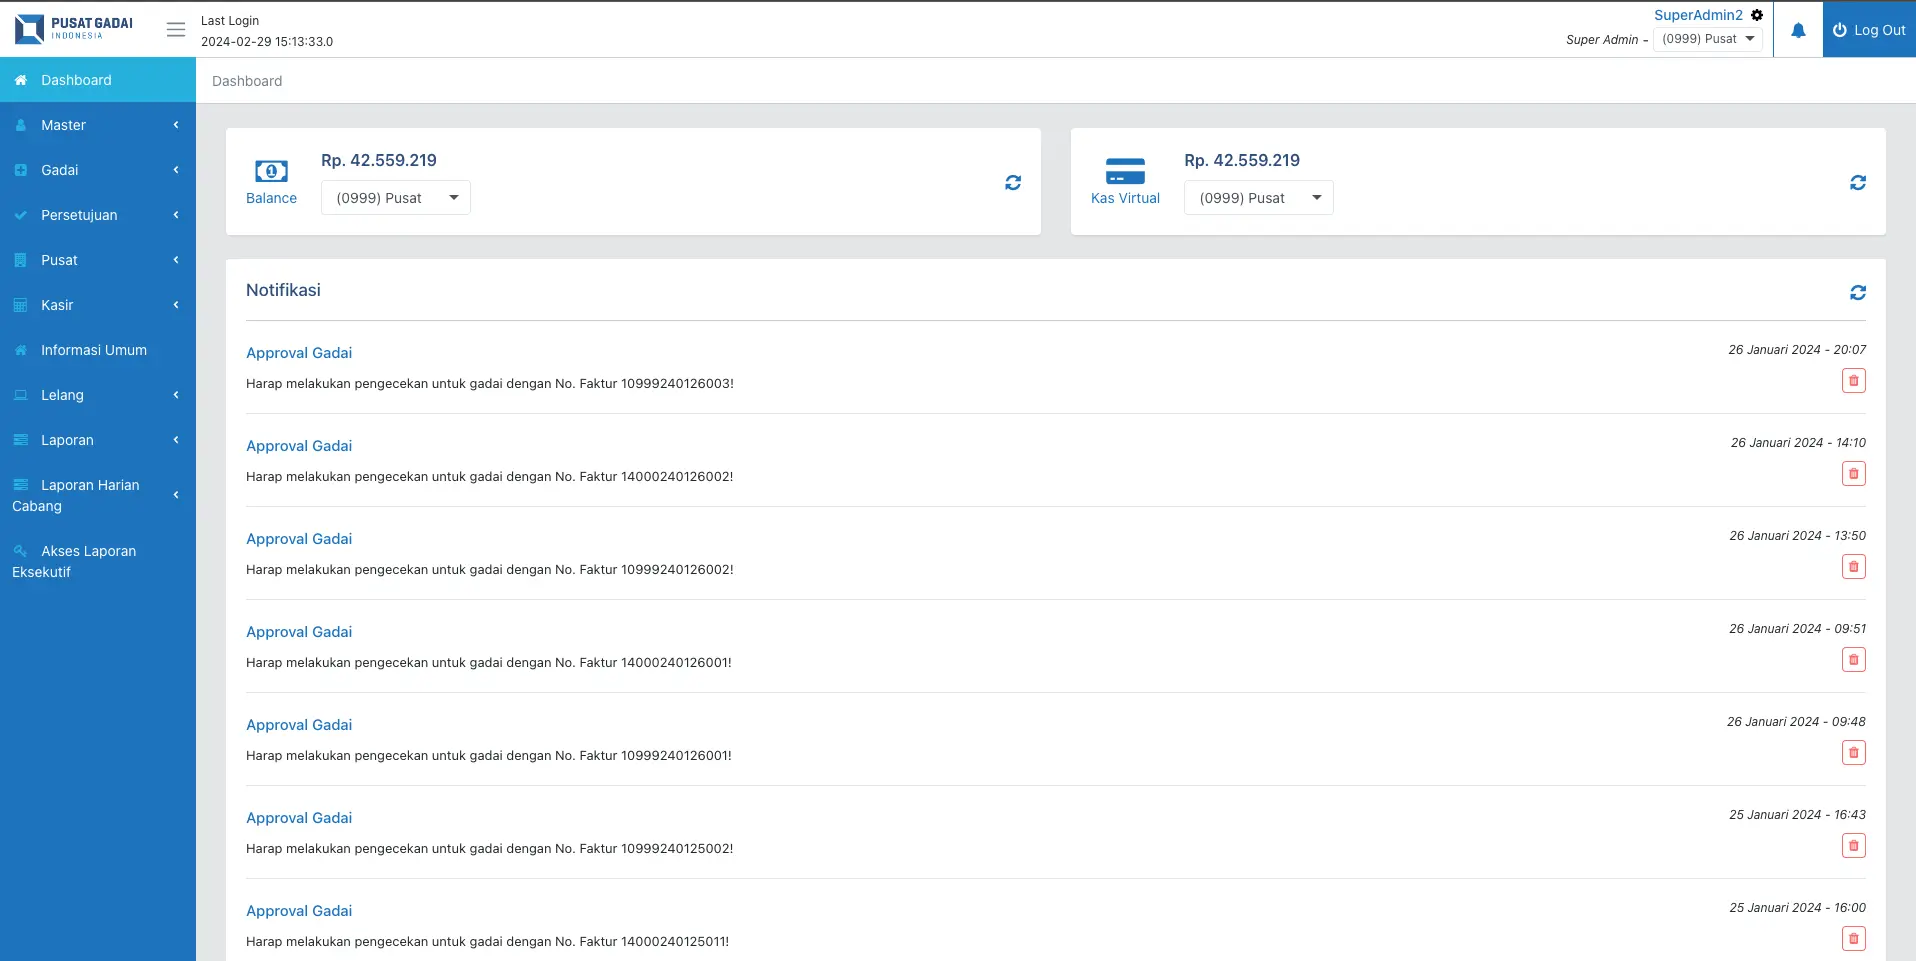 PUSAT GADAI
INDONESIA
Last Login
2024-02-29 15:13:33.0
SuperAdmin2
Super Admin - (0999) Pusat
Log Out
Dashboard
Master
Gadai
Persetujuan
Pusat
Kasir
Informasi Umum
Lelang
Laporan
Laporan Harian
Cabang
Akses Laporan
Eksekutif
Dashboard
Rp. 42.559.219
Balance
(0999) Pusat
Rp. 42.559.219
Kas Virtual
(0999) Pusat
Notifikasi
Approval Gadai
26 Januari 2024 - 20:07
Harap melakukan pengecekan untuk gadai dengan No. Faktur 10999240126003!
Approval Gadai
26 Januari 2024 - 14:10
Harap melakukan pengecekan untuk gadai dengan No. Faktur 14000240126002!
Approval Gadai
26 Januari 2024 - 13:50
Harap melakukan pengecekan untuk gadai dengan No. Faktur 10999240126002!
Approval Gadai
26 Januari 2024 - 09:51
Harap melakukan pengecekan untuk gadai dengan No. Faktur 14000240126001!
Approval Gadai
26 Januari 2024 - 09:48
Harap melakukan pengecekan untuk gadai dengan No. Faktur 10999240126001!
Approval Gadai
25 Januari 2024 - 16:43
Harap melakukan pengecekan untuk gadai dengan No. Faktur 10999240125002!
Approval Gadai
25 Januari 2024 - 16:00
Harap melakukan pengecekan untuk gadai dengan No. Faktur 14000240125011!